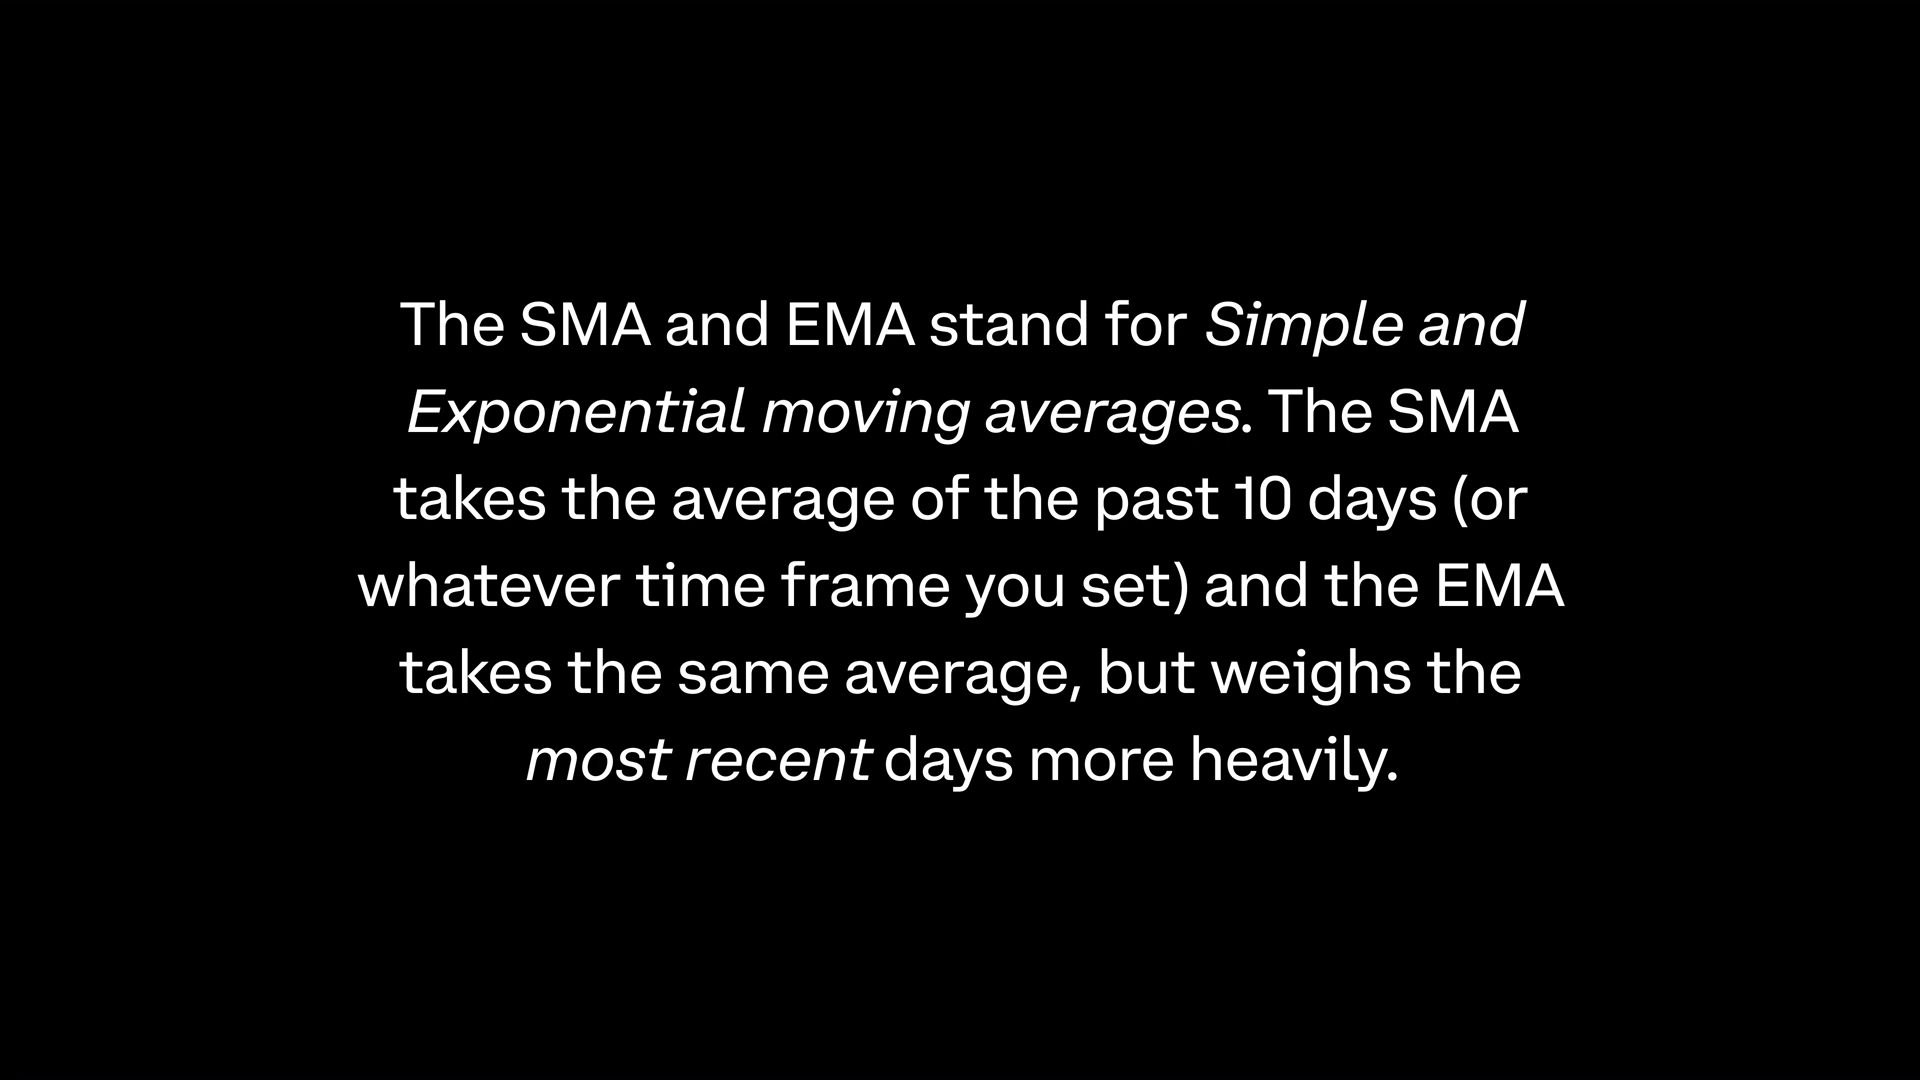 The SMA and EMA stand for Simple and
Exponential moving averages. The SMA
takes the average of the past 10 days (or
whatever time frame you set) and the EMA
takes the same average, but weighs the
most recent days more heavily.